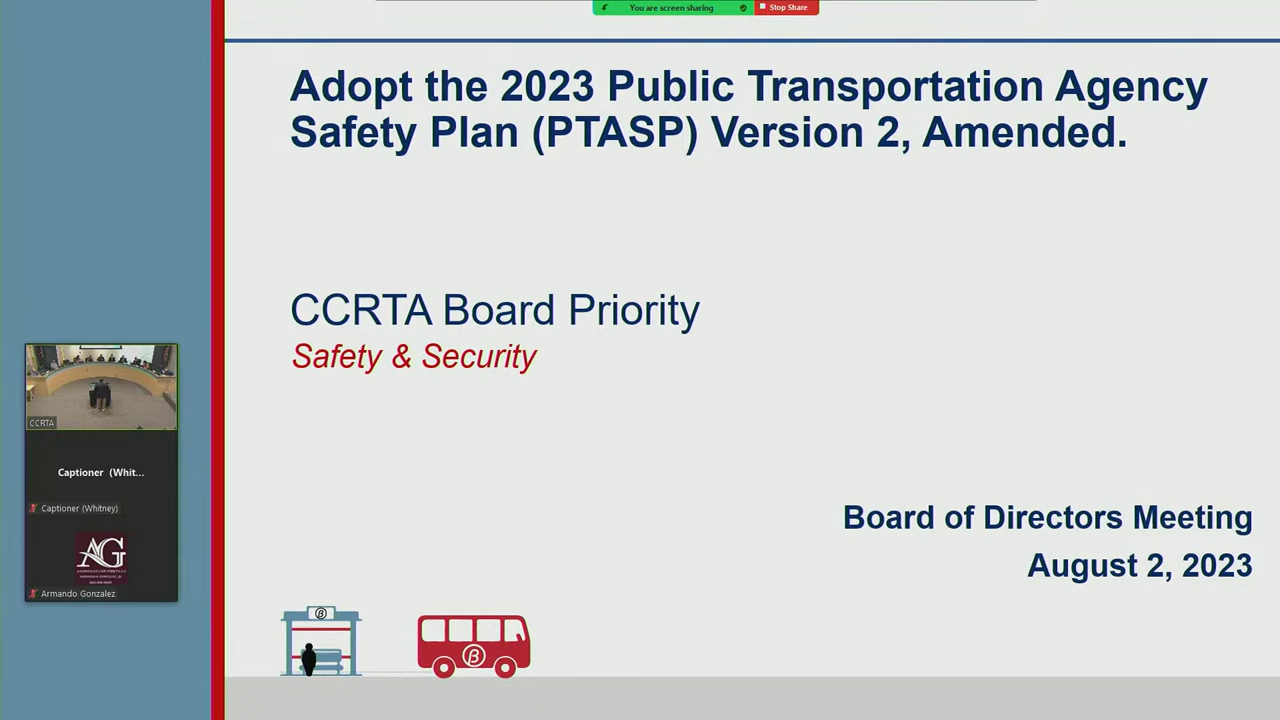 You are screen sharing
Stop Share
Adopt the 2023 Public Transportation Agency
Safety Plan (PTASP) Version 2, Amended.
CCRTA Board Priority
Safety & Security
CCRTA
Captioner (Whit...
Captioner (Whitney)
AG
Armando Gonzalez
Board of Directors Meeting
August 2, 2023
β
β